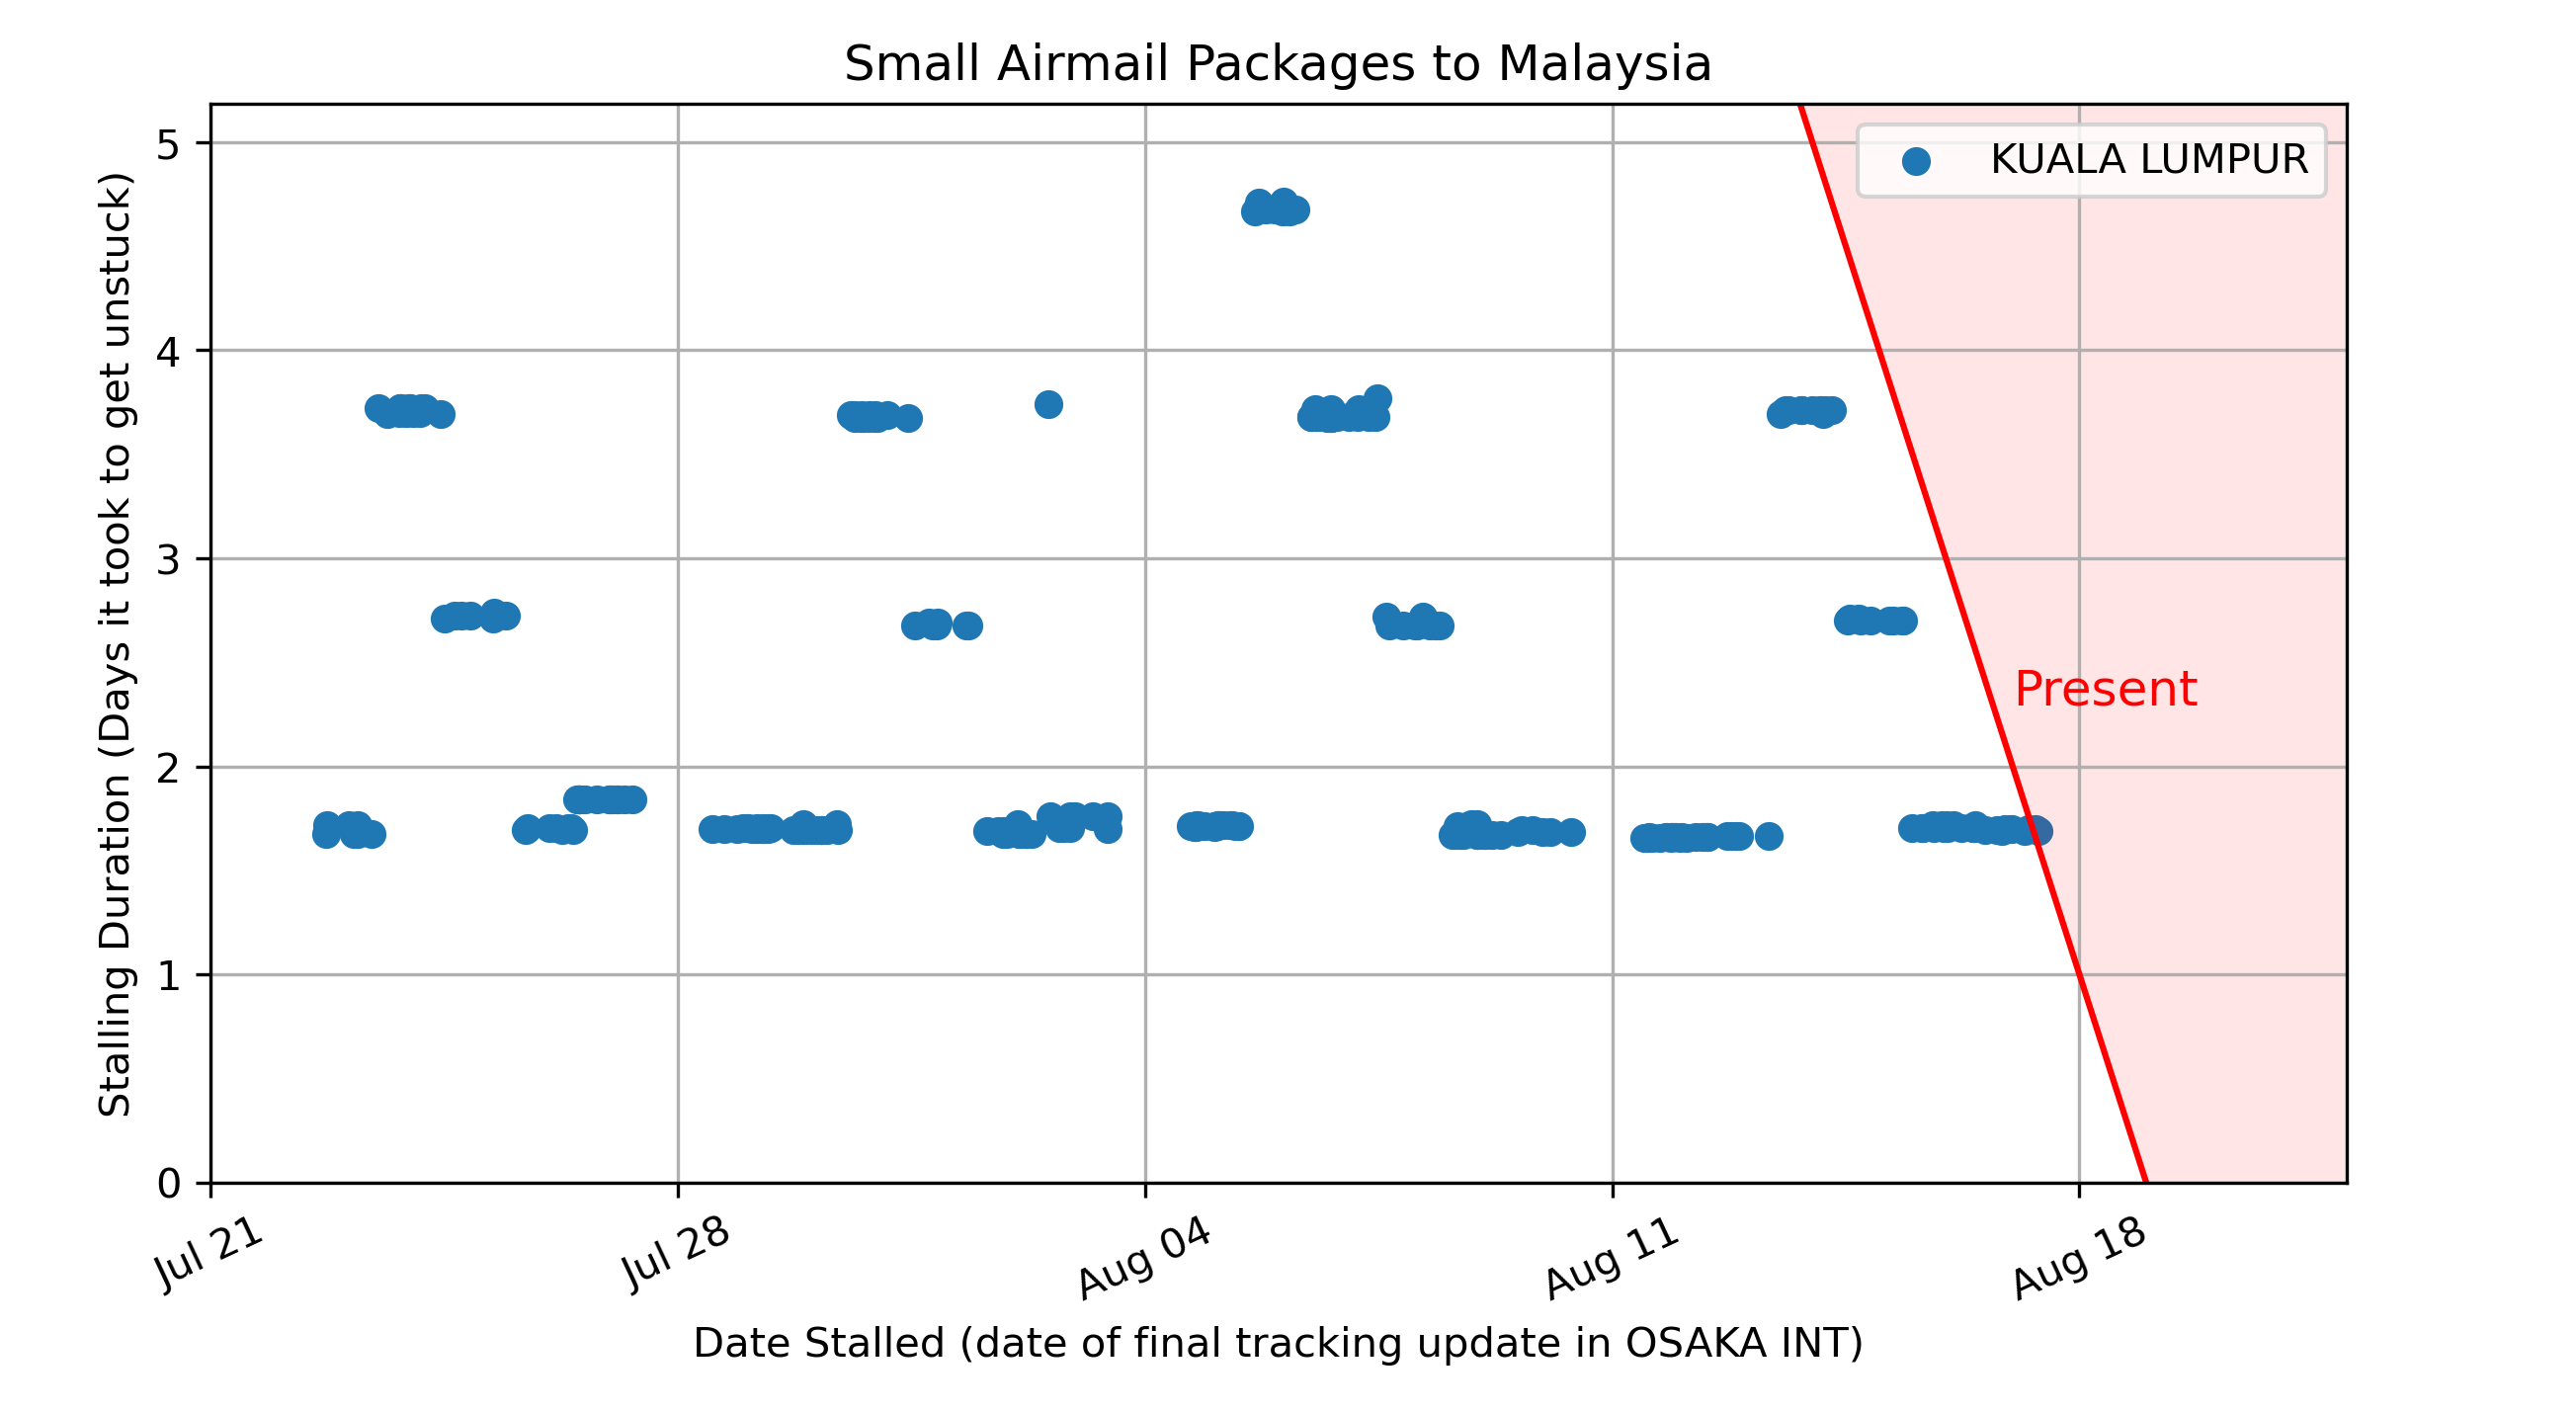 Small Airmail Packages to Malaysia
Stalling Duration (Days it took to get unstuck)
5
4
3
2
1
0
KUALA LUMPUR
Present
Jul 21
Jul 28
Aug 04
Aug 11
Aug 18
Date Stalled (date of final tracking update in OSAKA INT)